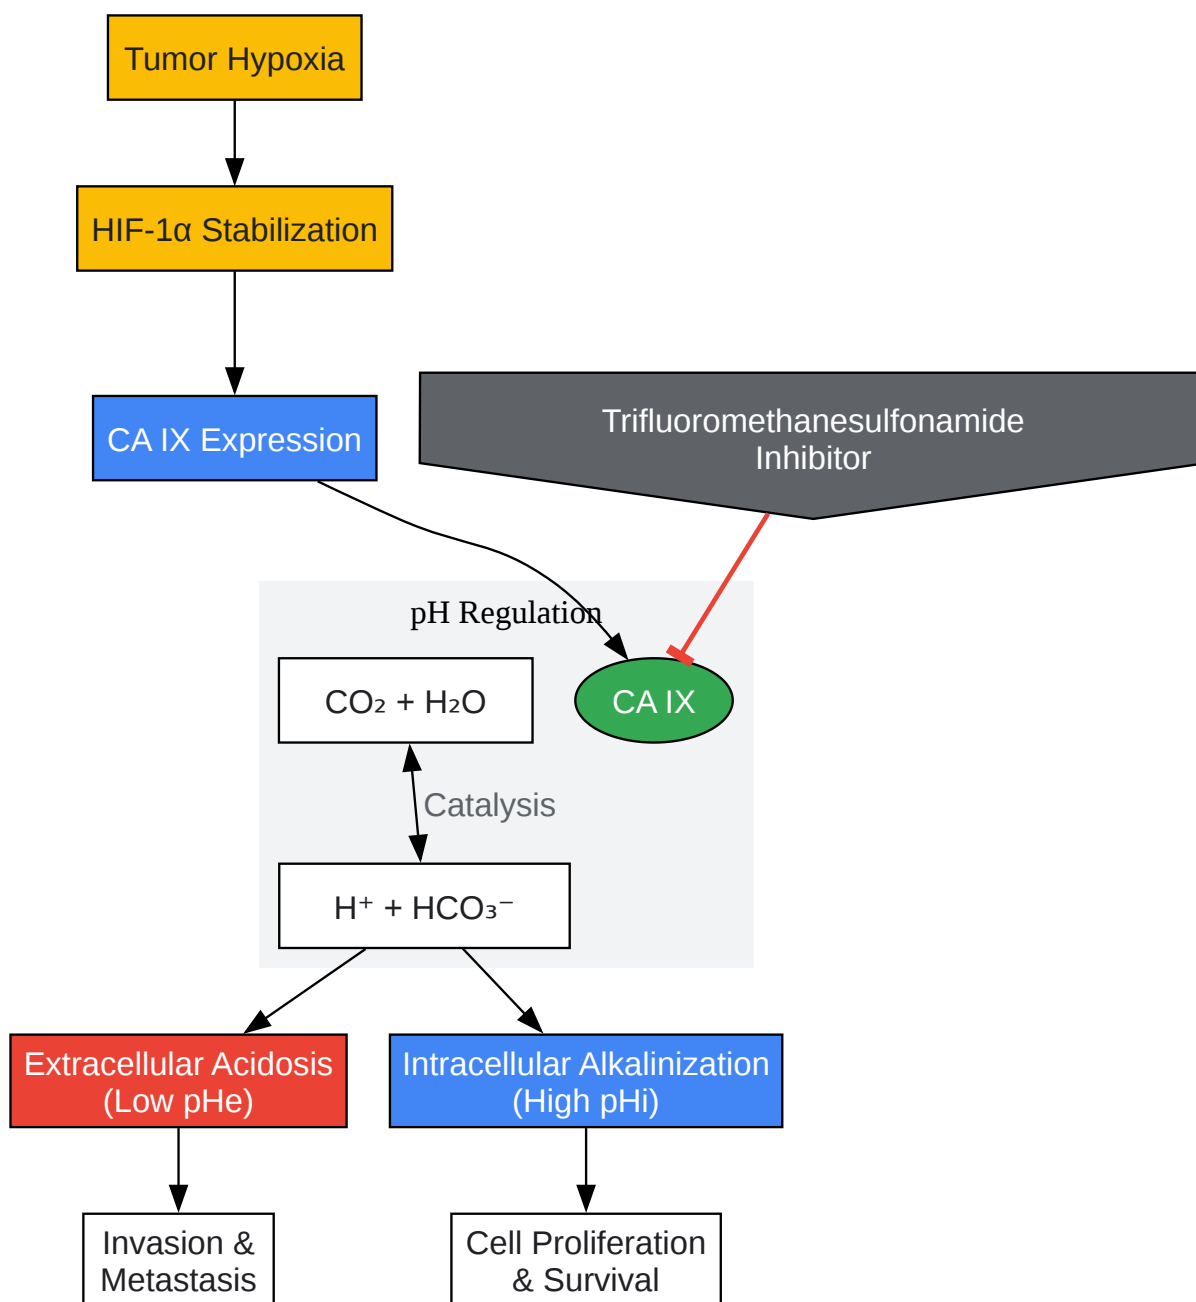 Tumor Hypoxia
HIF-1α Stabilization
CA IX Expression
Trifluoromethanesulfonamide
Inhibitor
pH Regulation
CO₂ + H₂O
CA IX
Catalysis
H⁺ + HCO₃⁻
Extracellular Acidosis
(Low pHe)
Intracellular Alkalinization
(High pHi)
Invasion &
Metastasis
Cell Proliferation
& Survival